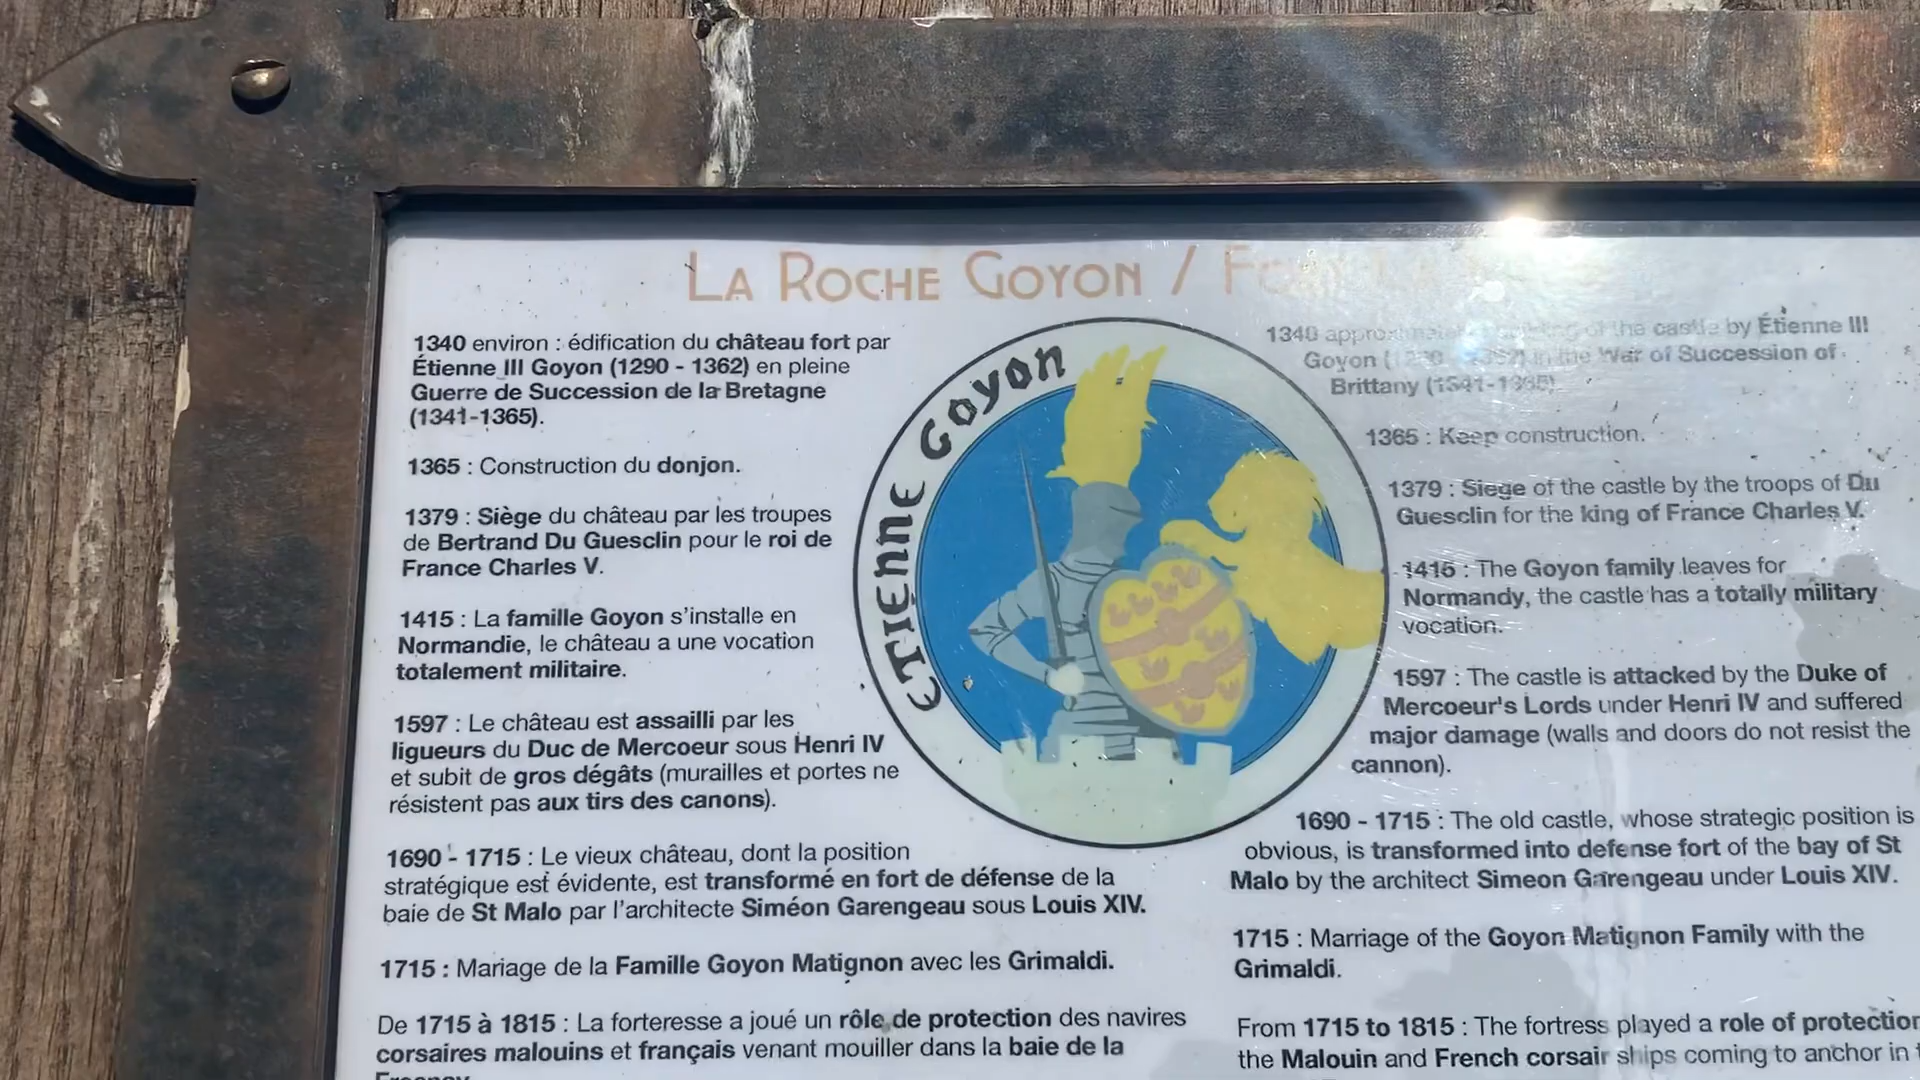 LA ROCHE GOYON /
1340 environ : édification du château fort par
Étienne III Goyon (1290 - 1362) en pleine
Guerre de Succession de la Bretagne
(1341-1365).
1365 : Construction du donjon.
1379 : Siège du château par les troupes
de Bertrand Du Guesclin pour le roi de
France Charles V.
1415 : La famille Goyon s'installe en
Normandie, le château a une vocation
totalement militaire.
1597 : Le château est assailli par les
ligueurs du Duc de Mercoeur sous Henri IV
et subit de gros dégâts (murailles et portes ne
résistent pas aux tirs des canons).
1690 - 1715 : Le vieux château, dont la position
stratégique est évidente, est transformé en fort de défense de la
baie de St Malo par l'architecte Siméon Garengeau sous Louis XIV.
1715 : Mariage de la Famille Goyon Matignon avec les Grimaldi.
De 1715 à 1815 : La forteresse a joué un rôle de protection des navires
corsaires malouins et français venant mouiller dans la baie de la
ETIENNE GOYON
1340 approximately building of the castle by Étienne III
Goyon in the War of Succession of
Brittany (1341-1365)
1365 : Keep construction.
1379 : Siege of the castle by the troops of Du
Guesclin for the king of France Charles V.
1415 : The Goyon family leaves for
Normandy, the castle has a totally military
vocation.
1597 : The castle is attacked by the Duke of
Mercoeur's Lords under Henri IV and suffered
major damage (walls and doors do not resist the
cannon).
1690 - 1715 : The old castle, whose strategic position is
obvious, is transformed into defense fort of the bay of St
Malo by the architect Simeon Garengeau under Louis XIV.
1715 : Marriage of the Goyon Matignon Family with the
Grimaldi.
From 1715 to 1815 : The fortress played a role of protection
the Malouin and French corsair ships coming to anchor in